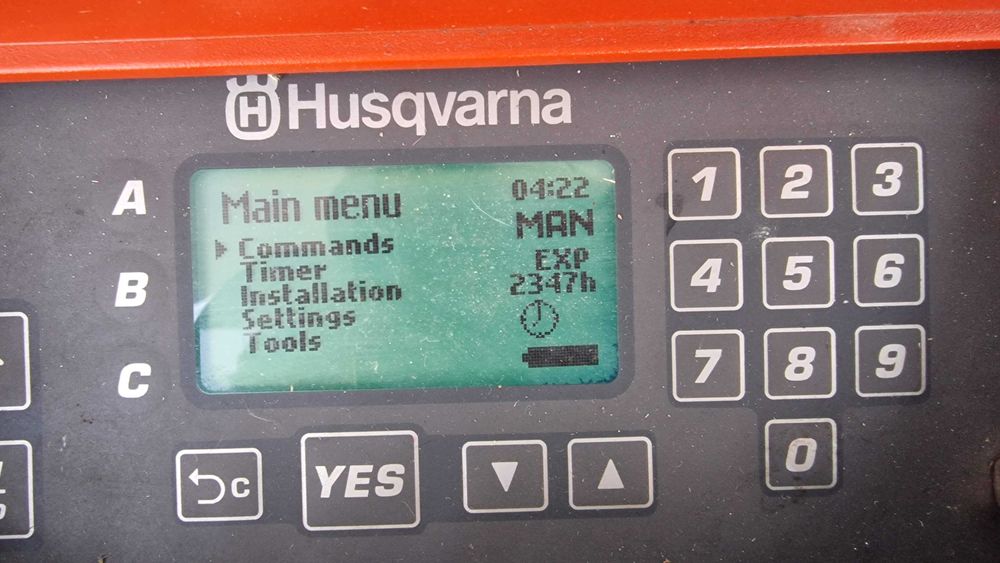 Husqvarna
A
B
C
Main menu
Commands
Timer
Installation
Settings
Tools
04:22
MAN
EXP
2347h
1 2 3
4 5 6
7 8 9
0
C
YES